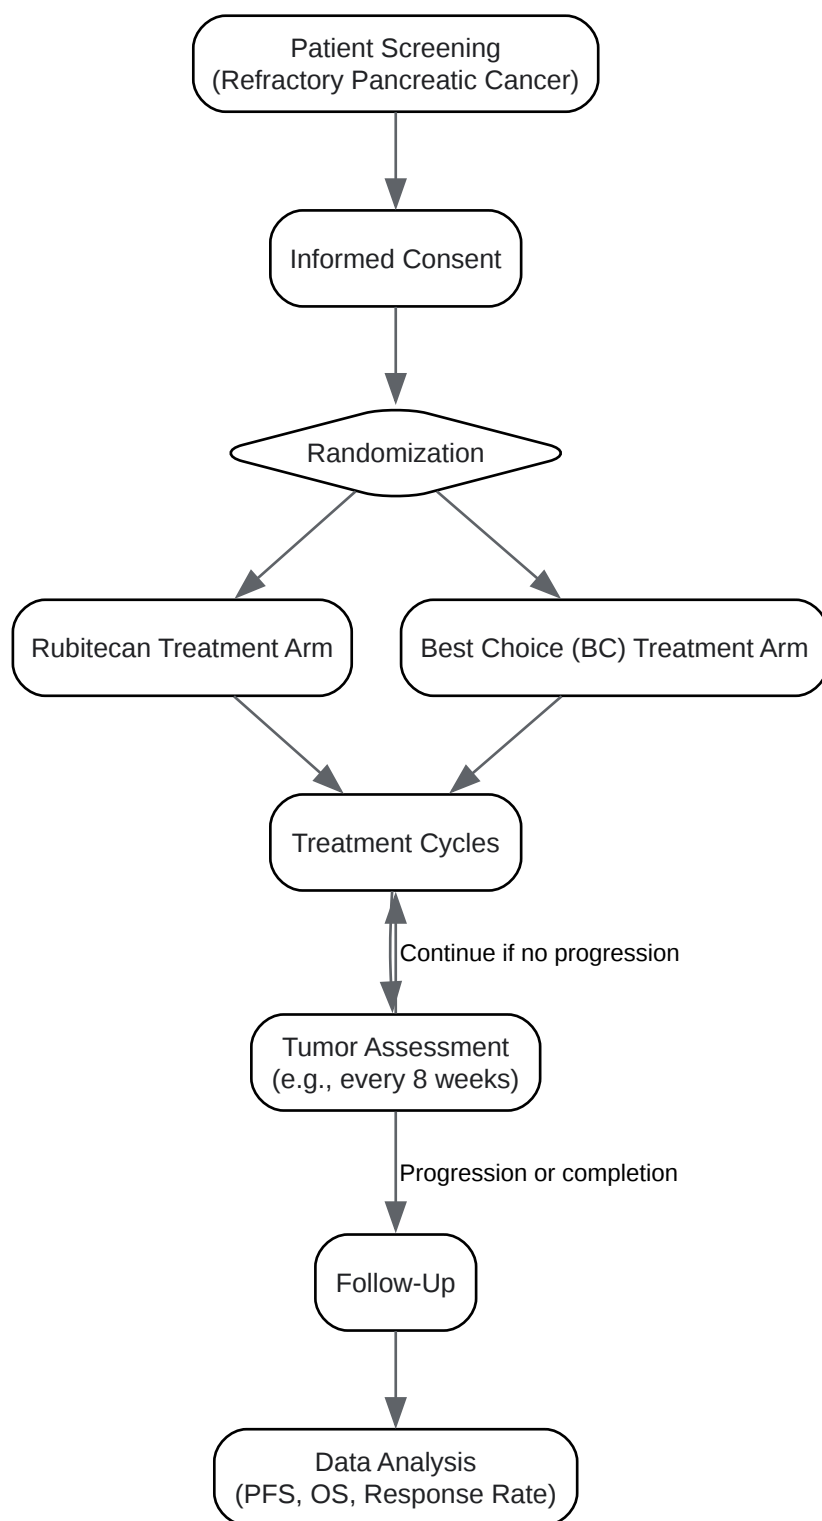 Patient Screening
(Refractory Pancreatic Cancer)
Informed Consent
Randomization
Rubitecan Treatment Arm
Best Choice (BC) Treatment Arm
Treatment Cycles
Continue if no progression
Tumor Assessment
(e.g., every 8 weeks)
Progression or completion
Follow-Up
Data Analysis
(PFS, OS, Response Rate)